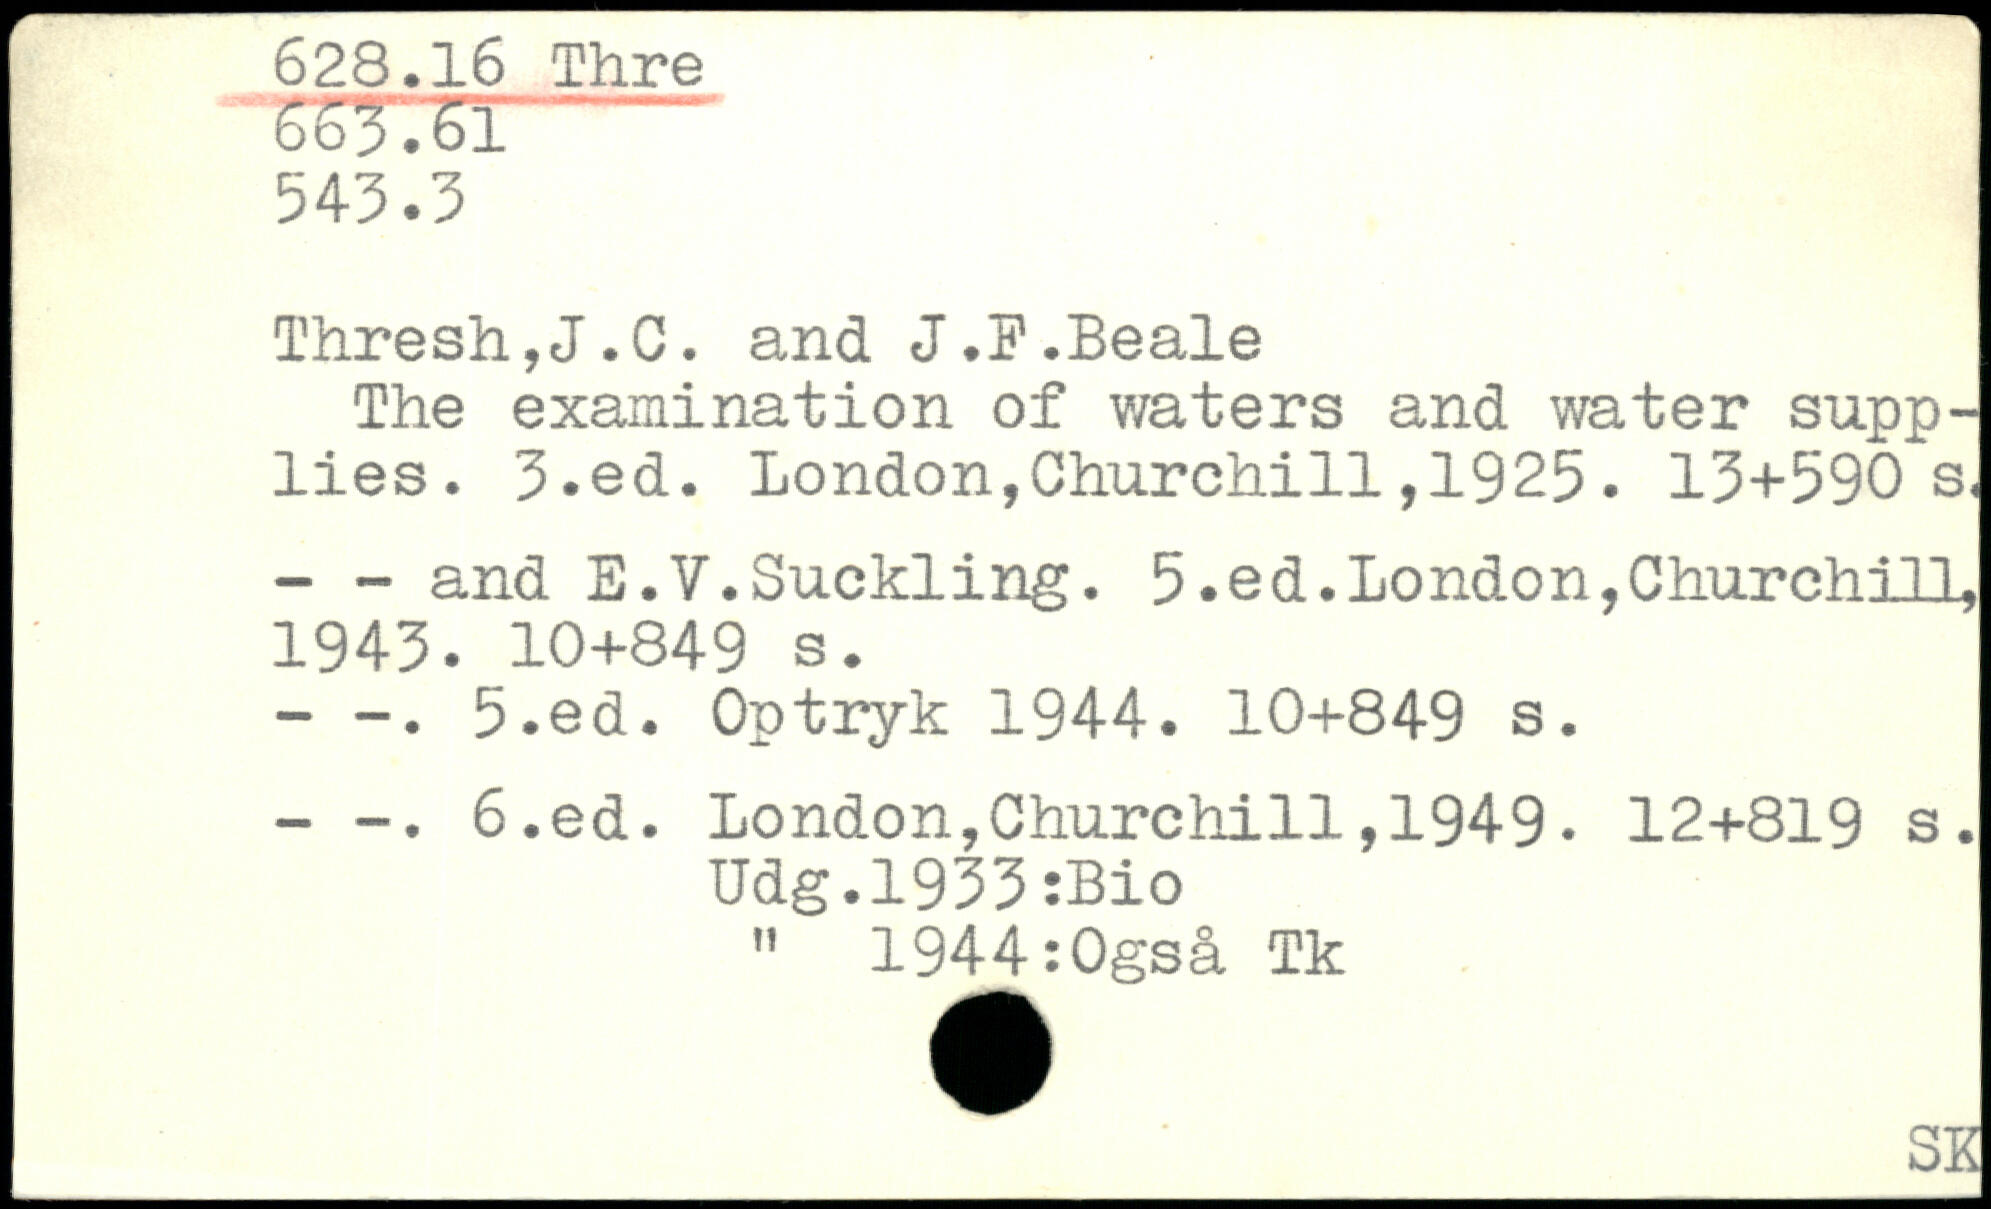 628.16 Thre
663.61
543.3
Thresh,J.C. and J.F.Beale
The examination of waters and water supp-
lies. 3.ed. London,Churchill,1925. 13+590 s.
- - and E.V.Suckling. 5.ed.London,Churchill,
1943. 10+849 s.
- -. 5.ed. Optryk 1944. 10+849 s.
- -. 6.ed. London,Churchill,1949. 12+819 s.
Udg.1933:Bio
" 1944:Også Tk
SK